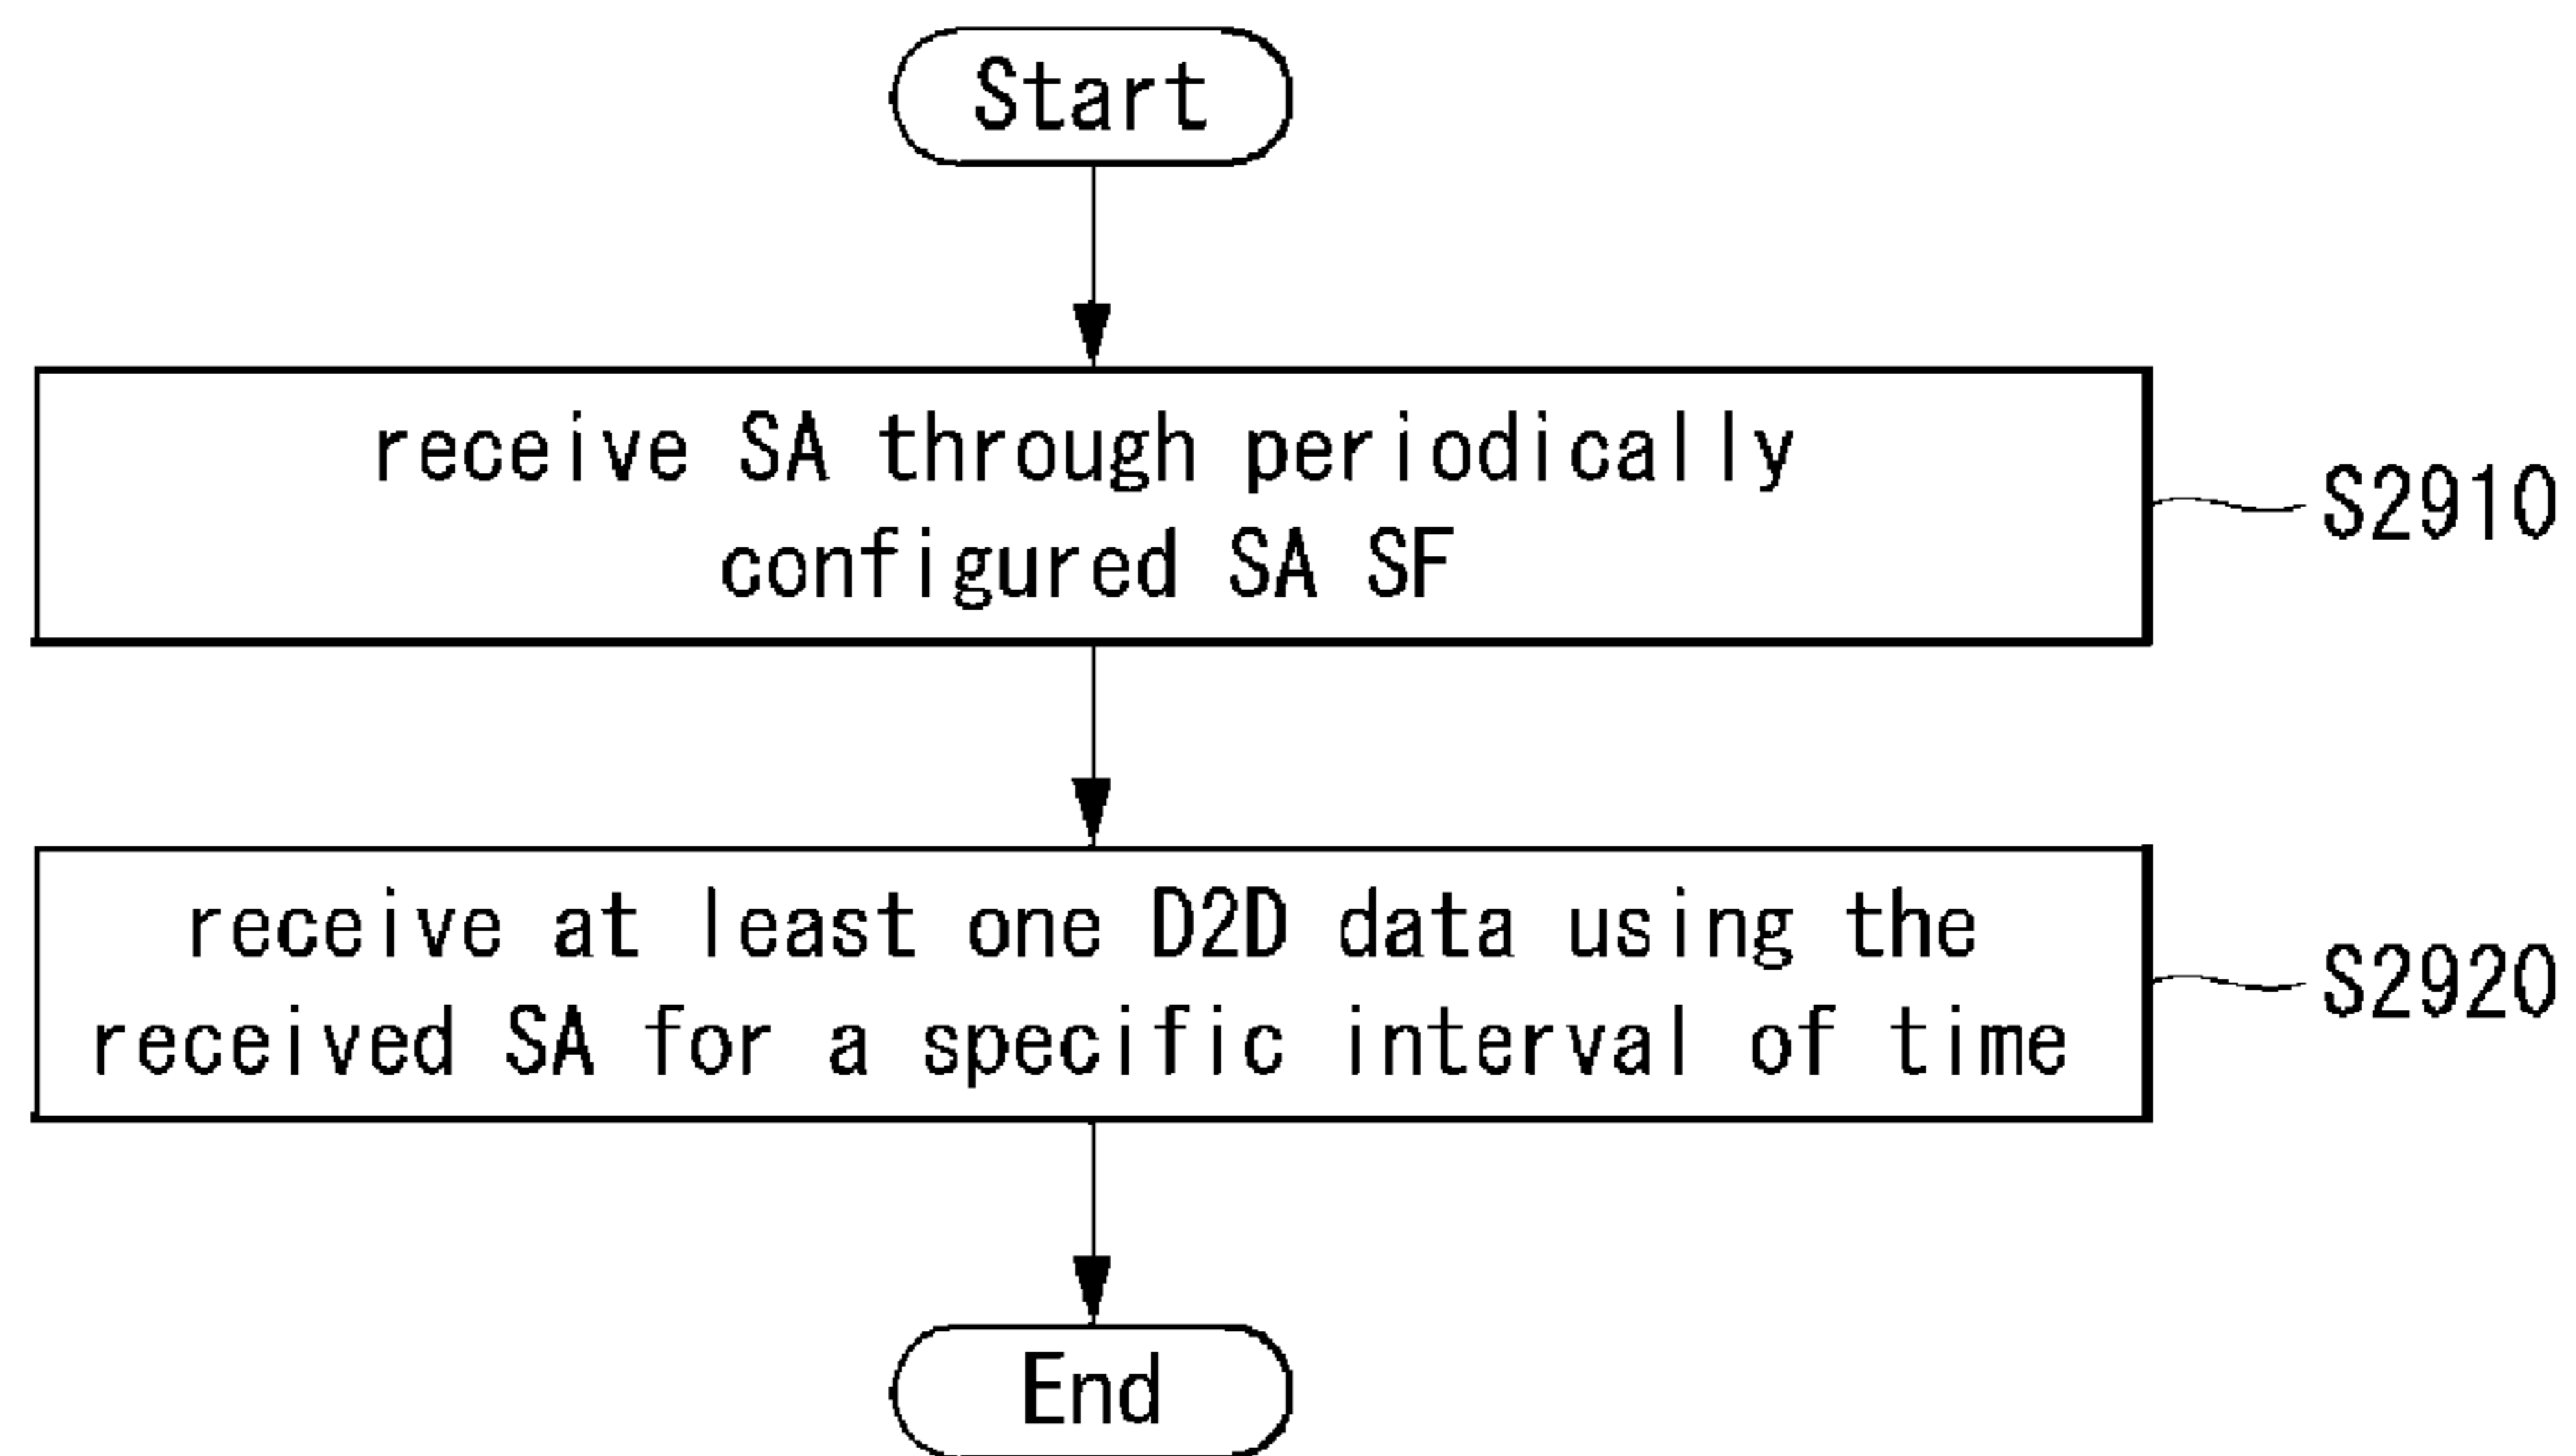 Start
receive SA through periodically
configured SA SF
S2910
receive at least one D2D data using the
received SA for a specific interval of time
S2920
End